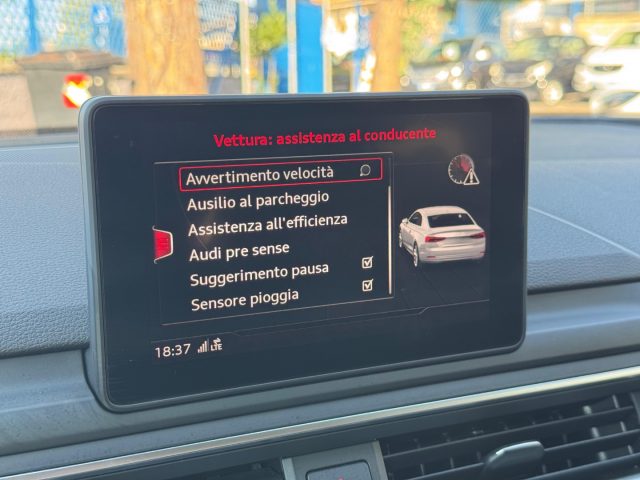 Vettura: assistenza al conducente
Avvertimento velocità
Ausilio al parcheggio
Assistenza all'efficienza
Audi pre sense
Suggerimento pausa
Sensore pioggia
18:37 LTE